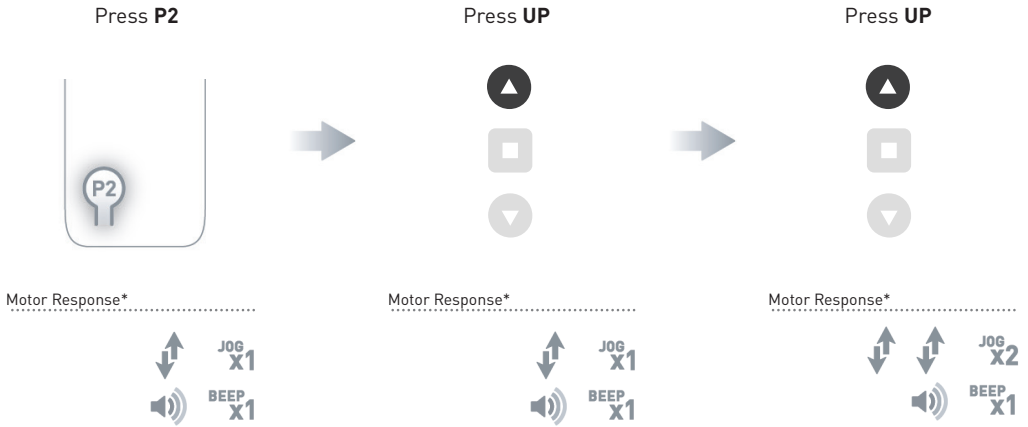 Press P2
Press UP
Press UP
P2
Motor Response*
JOG X1
BEEP X1
Motor Response*
JOG X1
BEEP X1
Motor Response*
JOG X2
BEEP X1